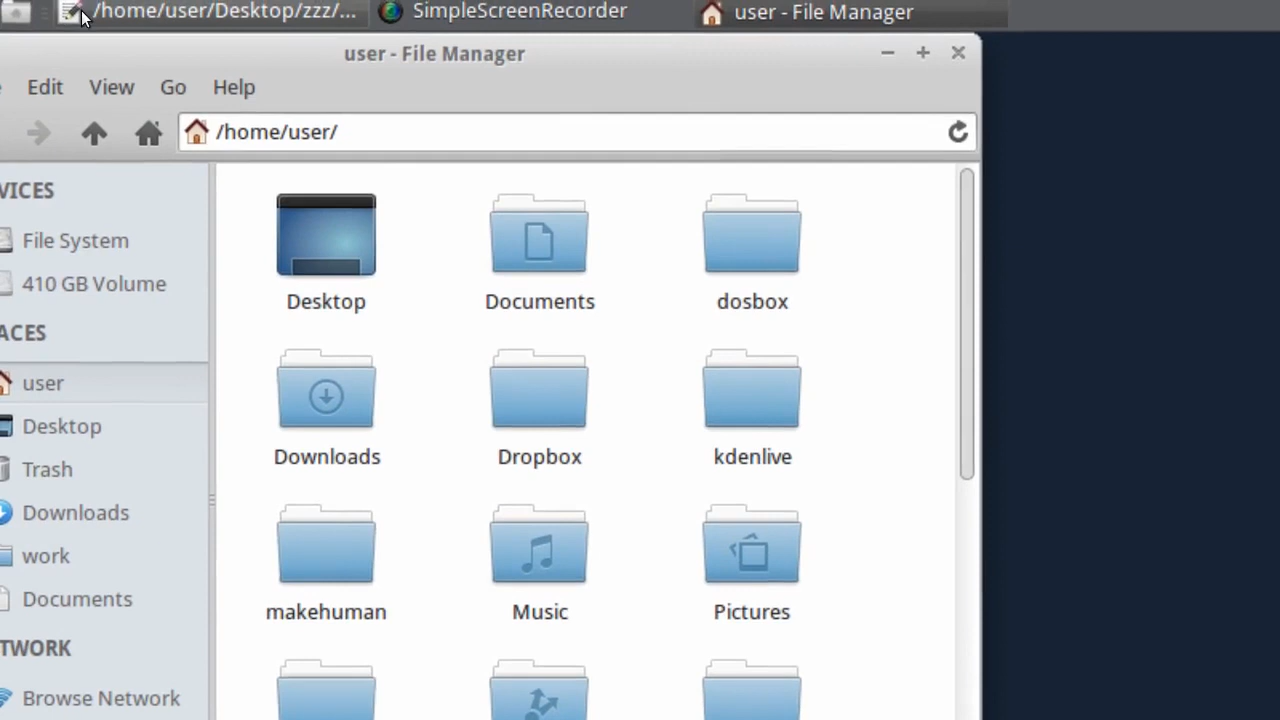 /home/user/Desktop/zzz/...
SimpleScreenRecorder
user - File Manager
user - File Manager
Edit View Go Help
/home/user/
VICES
File System
410 GB Volume
ACES
user
Desktop
Trash
Downloads
work
Documents
TWORK
Browse Network
Desktop Documents dosbox
Downloads Dropbox kdenlive
makehuman Music Pictures